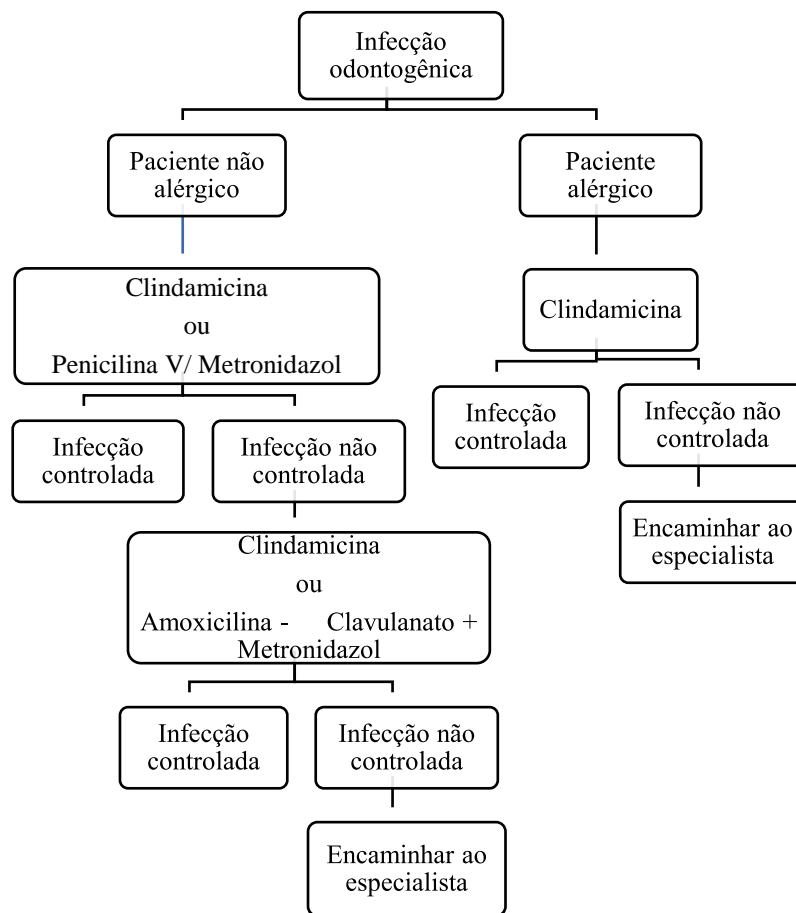 Infecção
odontogênica
Paciente não
alérgico
Paciente
alérgico
Clindamicina
ou
Penicilina V/ Metronidazol
Clindamicina
Infecção
controlada
Infecção não
controlada
Infecção
controlada
Infecção não
controlada
Clindamicina
ou
Amoxicilina - Clavulanato +
Metronidazol
Encaminhar ao
especialista
Infecção
controlada
Infecção não
controlada
Encaminhar ao
especialista